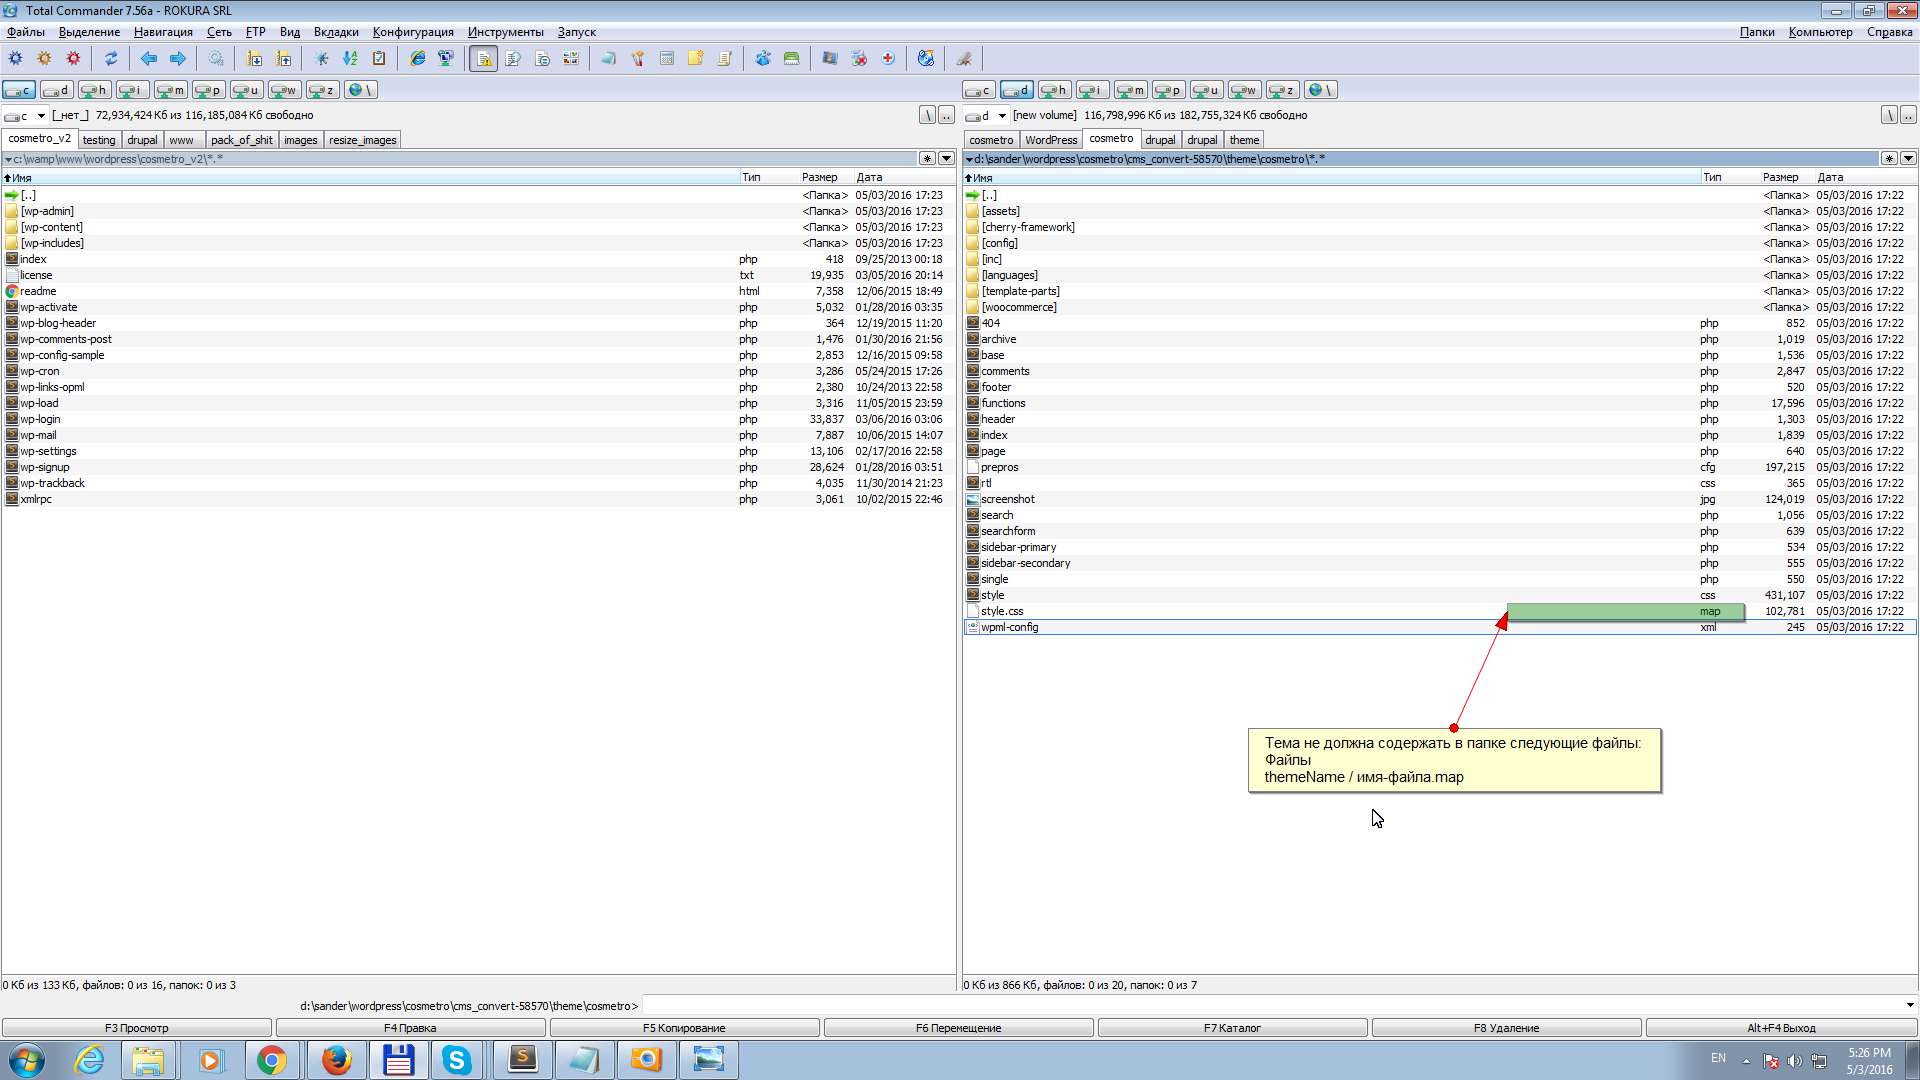 Total Commander 7.56a - ROKURA SRL
Файлы Выделение Навигация Сеть FTP Вид Вкладки Конфигурация Инструменты Запуск Папки Компьютер Справка
c d h i m p u w z \
c d h i m p u w z \
c [_нет_] 72,934,424 Кб из 116,185,084 Кб свободно \ ..
d [new volume] 116,798,996 Кб из 182,755,324 Кб свободно \ ..
cosmetro_v2 testing drupal www pack_of_shit images resize_images
cosmetro WordPress cosmetro drupal drupal theme
c:\wamp\www\wordpress\cosmetro_v2\*.*
Имя Тип Размер Дата
[..] <Папка> 05/03/2016 17:23
[wp-admin] <Папка> 05/03/2016 17:23
[wp-content] <Папка> 05/03/2016 17:23
[wp-includes] <Папка> 05/03/2016 17:23
index php 418 09/25/2013 00:18
license txt 19,935 03/05/2016 20:14
readme html 7,358 12/06/2015 18:49
wp-activate php 5,032 01/28/2016 03:35
wp-blog-header php 364 12/19/2015 11:20
wp-comments-post php 1,476 01/30/2016 21:56
wp-config-sample php 2,853 12/16/2015 09:58
wp-cron php 3,286 05/24/2015 17:26
wp-links-opml php 2,380 10/24/2013 22:58
wp-load php 3,316 11/05/2015 23:59
wp-login php 33,837 03/06/2016 03:06
wp-mail php 7,887 10/06/2015 14:07
wp-settings php 13,106 02/17/2016 22:58
wp-signup php 28,624 01/28/2016 03:51
wp-trackback php 4,035 11/30/2014 21:23
xmlrpc php 3,061 10/02/2015 22:46
d:\sander\wordpress\cosmetro\cms_convert-58570\theme\cosmetro\*.*
Имя Тип Размер Дата
[..] <Папка> 05/03/2016 17:22
[assets] <Папка> 05/03/2016 17:22
[cherry-framework] <Папка> 05/03/2016 17:22
[config] <Папка> 05/03/2016 17:22
[inc] <Папка> 05/03/2016 17:22
[languages] <Папка> 05/03/2016 17:22
[template-parts] <Папка> 05/03/2016 17:22
[woocommerce] <Папка> 05/03/2016 17:22
404 php 852 05/03/2016 17:22
archive php 1,019 05/03/2016 17:22
base php 1,536 05/03/2016 17:22
comments php 2,847 05/03/2016 17:22
footer php 520 05/03/2016 17:22
functions php 17,596 05/03/2016 17:22
header php 1,303 05/03/2016 17:22
index php 1,839 05/03/2016 17:22
page php 640 05/03/2016 17:22
prepros cfg 197,215 05/03/2016 17:22
rtl css 365 05/03/2016 17:22
screenshot jpg 124,019 05/03/2016 17:22
search php 1,056 05/03/2016 17:22
searchform php 639 05/03/2016 17:22
sidebar-primary php 534 05/03/2016 17:22
sidebar-secondary php 555 05/03/2016 17:22
single php 550 05/03/2016 17:22
style css 431,107 05/03/2016 17:22
style.css map 102,781 05/03/2016 17:22
wpml-config xml 245 05/03/2016 17:22
Тема не должна содержать в папке следующие файлы:
Файлы
themeName / имя-файла.map
0 Кб из 133 Кб, файлов: 0 из 16, папок: 0 из 3
0 Кб из 866 Кб, файлов: 0 из 20, папок: 0 из 7
d:\sander\wordpress\cosmetro\cms_convert-58570\theme\cosmetro>
F3 Просмотр F4 Правка F5 Копирование F6 Перемещение F7 Каталог F8 Удаление Alt+F4 Выход
EN 5:26 PM
5/3/2016